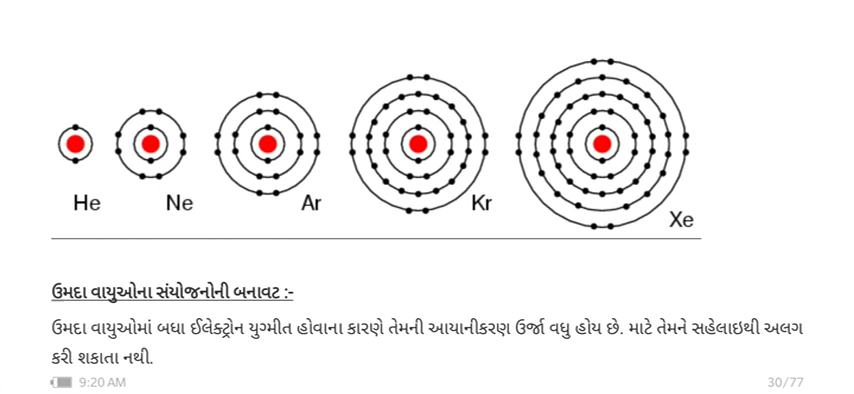 He Ne Ar Kr Xe
ઉમદા વાયુઓના સંયોજનોની બનાવટ :-
ઉમદા વાયુઓમાં બધા ઈલેક્ટ્રોન યુગ્મીત હોવાના કારણે તેમની આયાનીકરણ ઉર્જા વધુ હોય છે. માટે તેમને સહેલાઇથી અલગ
કરી શકાતા નથી.
9:20 AM 30/77